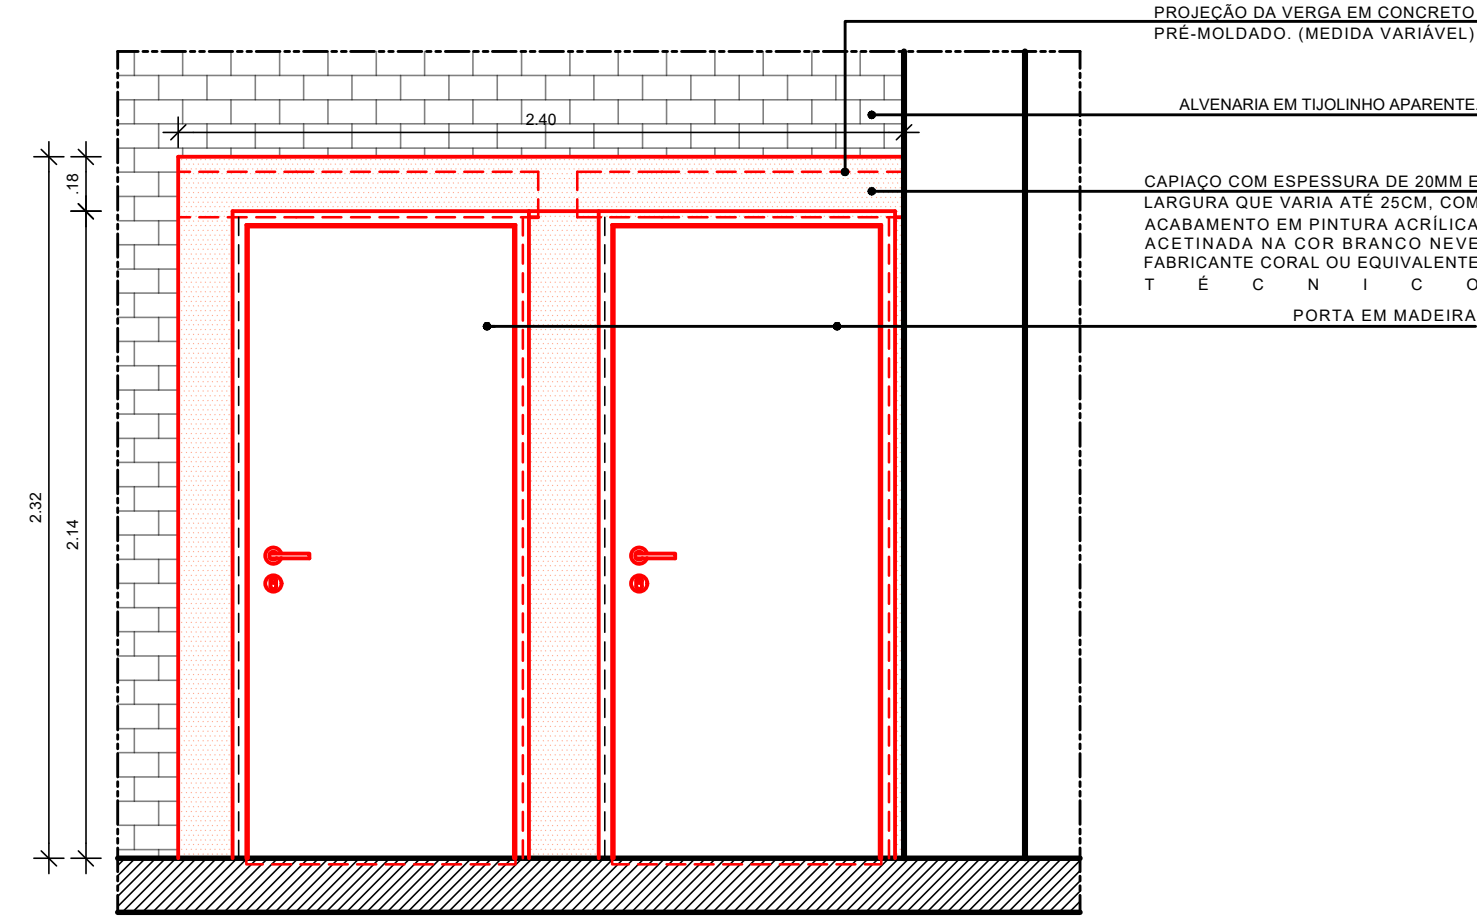 PROJEÇÃO DA VERGA EM CONCRETO
PRÉ-MOLDADO. (MEDIDA VARIÁVEL)
ALVENARIA EM TIJOLINHO APARENTE.
2.40
.18
CAPIAÇO COM ESPESSURA DE 20MM E
LARGURA QUE VARIA ATÉ 25CM, COM
ACABAMENTO EM PINTURA ACRÍLICA
ACETINADA NA COR BRANCO NEVE
FABRICANTE CORAL OU EQUIVALENTE
T É C N I C O
PORTA EM MADEIRA
2.32
2.14